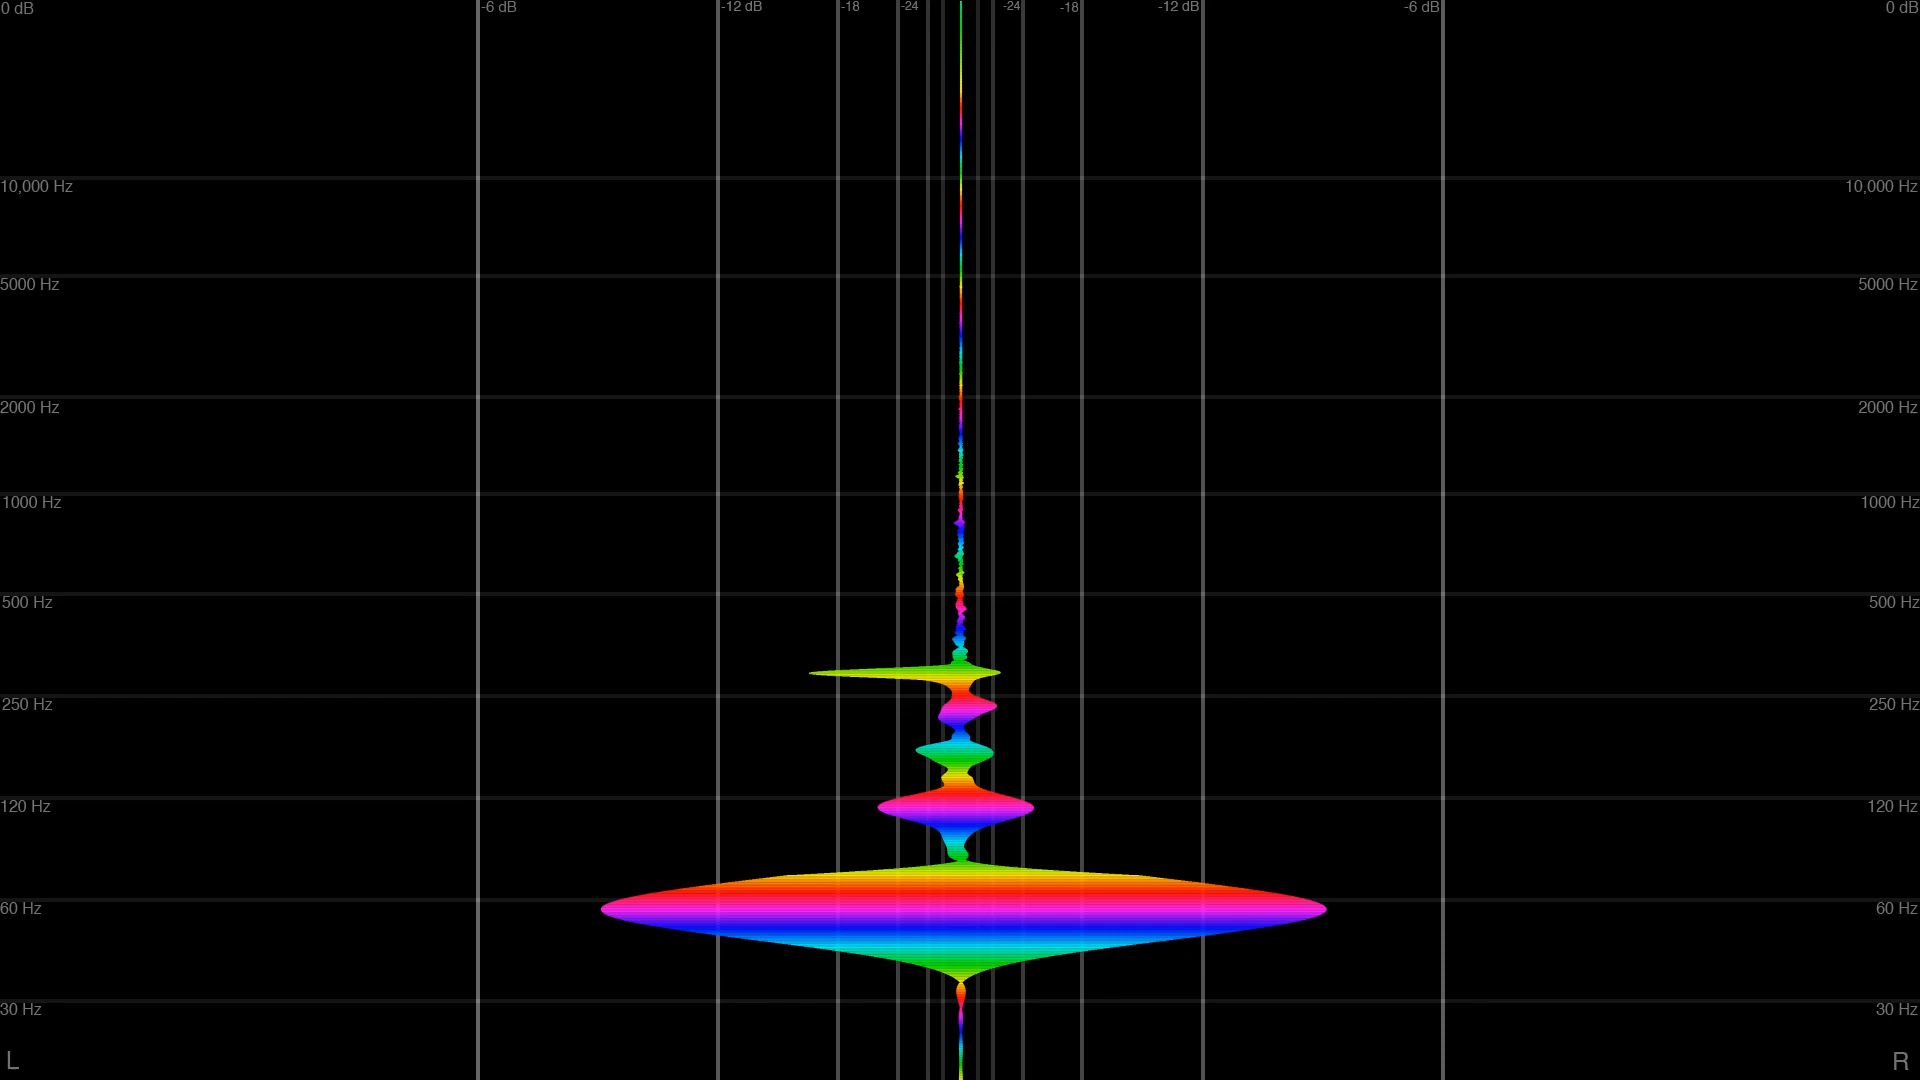 0 dB -6 dB -12 dB -18 -24 -24 -18 -12 dB -6 dB 0 dB
10,000 Hz 10,000 Hz
5000 Hz 5000 Hz
2000 Hz 2000 Hz
1000 Hz 1000 Hz
500 Hz 500 Hz
250 Hz 250 Hz
120 Hz 120 Hz
60 Hz 60 Hz
30 Hz 30 Hz
L R